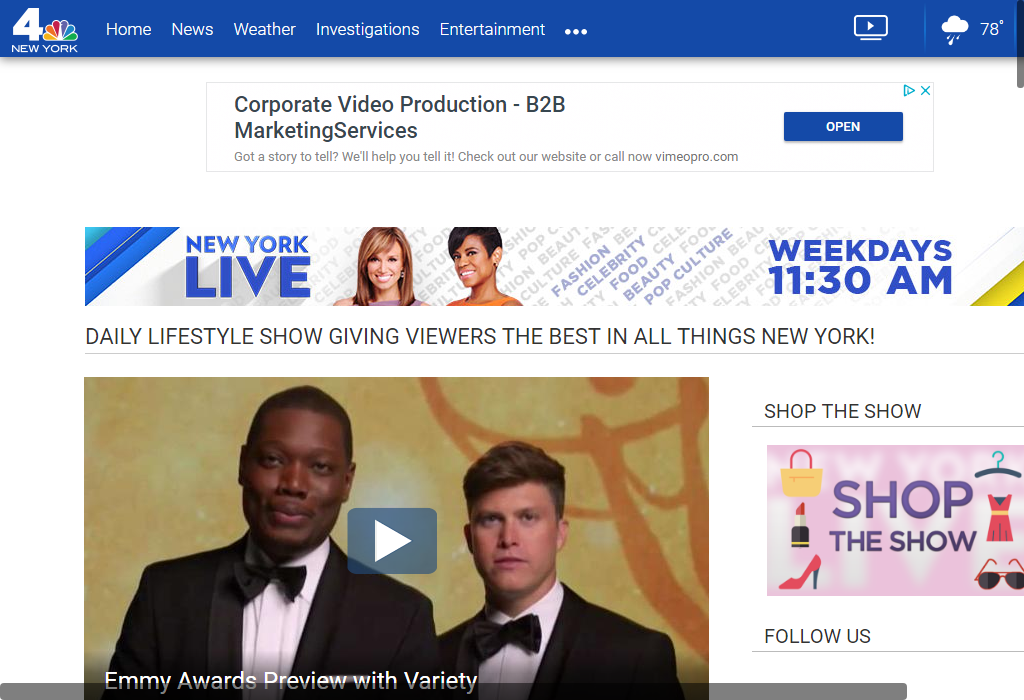 4
NEW YORK
Home News Weather Investigations Entertainment •••
78°
Corporate Video Production - B2B
MarketingServices
Got a story to tell? We'll help you tell it! Check out our website or call now vimeopro.com
OPEN
NEW YORK
LIVE
FASHION
CELEBRITY
FOOD
BEAUTY
POP CULTURE
WEEKDAYS
11:30 AM
DAILY LIFESTYLE SHOW GIVING VIEWERS THE BEST IN ALL THINGS NEW YORK!
Emmy Awards Preview with Variety
SHOP THE SHOW
SHOP
THE SHOW
FOLLOW US